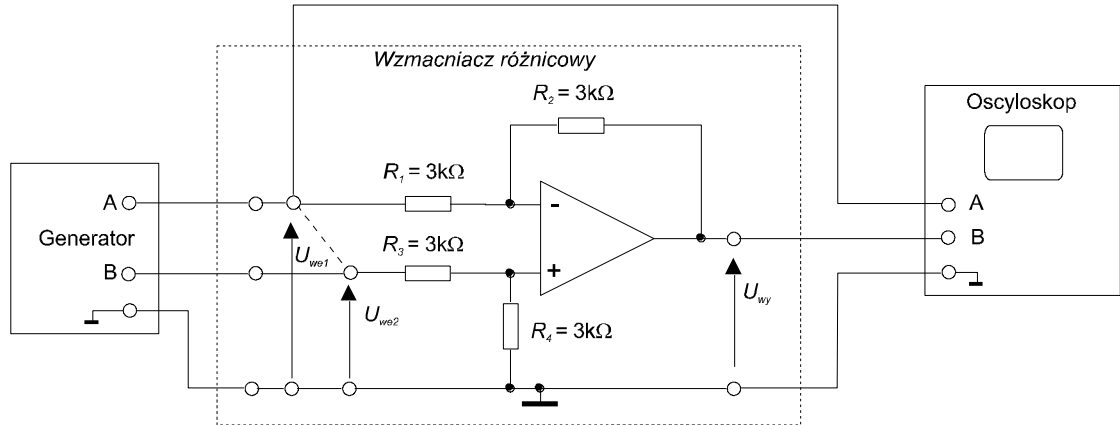 Wzmacniacz różnicowy
R2 = 3kΩ
Oscyloskop
R1 = 3kΩ
A
A
-
Generator
B
R3 = 3kΩ
Uwe1
B
+
Uwe2
Uwy
R4 = 3kΩ